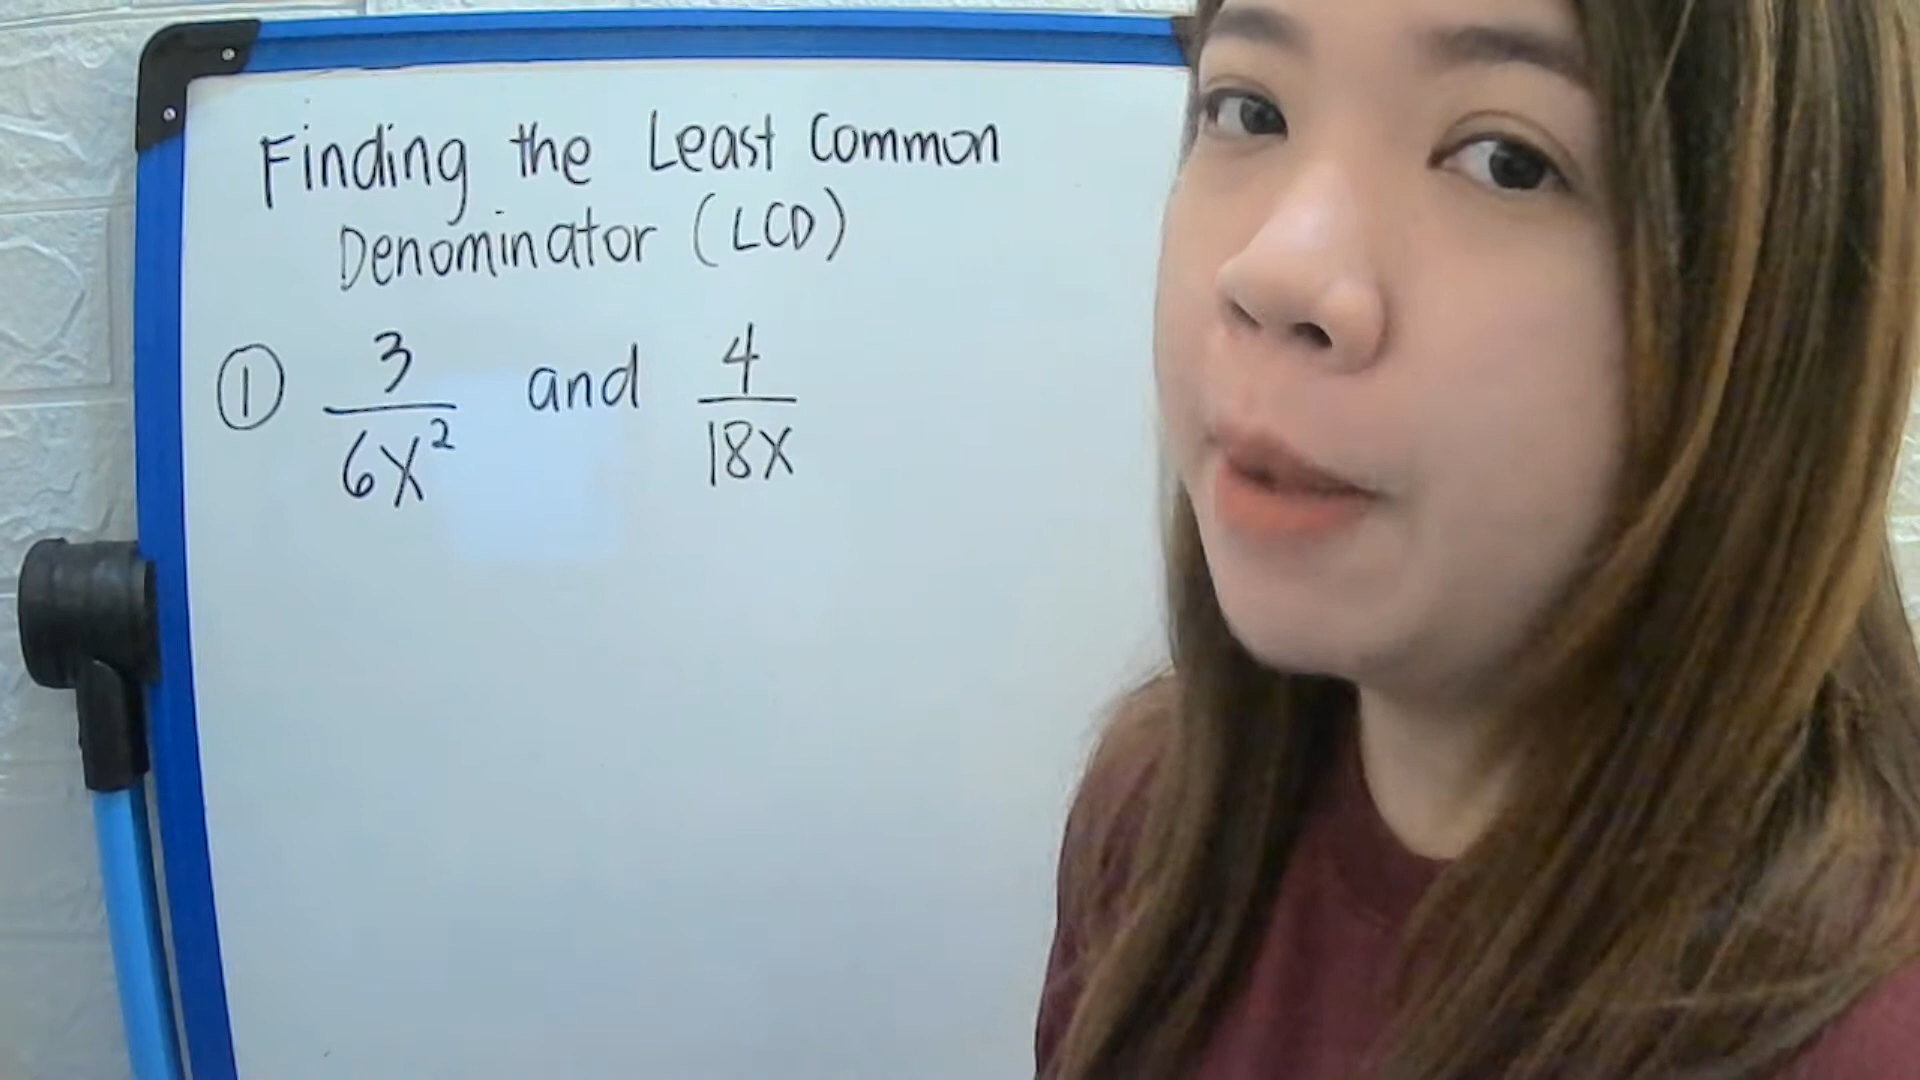 Finding the Least Common
Denominator (LCD)
① 3/6x² and 4/18x